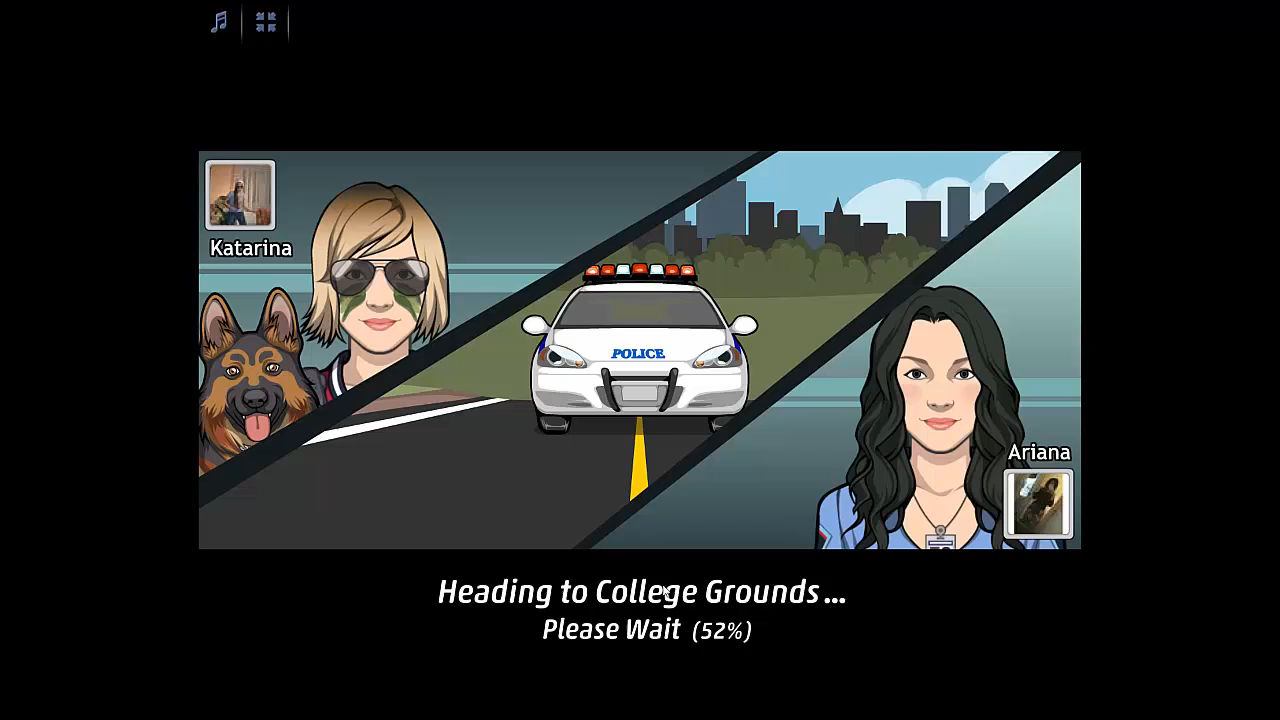 Katarina
POLICE
Ariana
Heading to College Grounds...
Please Wait (52%)